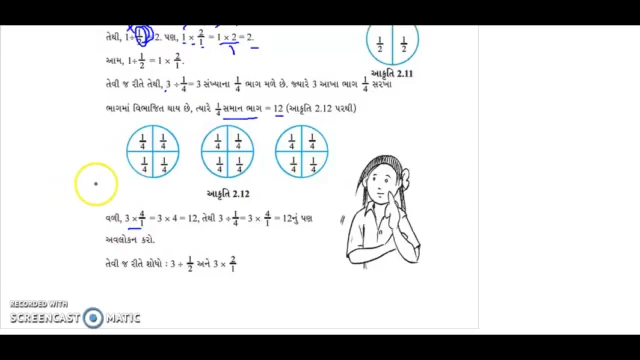 તેથી, 1 ÷ 1/2 = 2. પણ, 1 × 2/1 = (1 × 2)/1 = 2.
આમ, 1 ÷ 1/2 = 1 × 2/1.
1/2 1/2
આકૃતિ 2.11
તેવી જ રીતે તેથી, 3 ÷ 1/4 = 3 સંખ્યાના 1/4 ભાગ મળે છે. જ્યારે 3 આખા ભાગ 1/4 સરખા
ભાગમાં વિભાજિત થાય છે, ત્યારે 1/4 સમાન ભાગ = 12 (આકૃતિ 2.12 પરથી)
1/4 1/4 1/4 1/4 1/4 1/4
1/4 1/4 1/4 1/4 1/4 1/4
આકૃતિ 2.12
વળી, 3 × 4/1 = 3 × 4 = 12, તેથી 3 ÷ 1/4 = 3 × 4/1 = 12નું પણ
અવલોકન કરો.
તેવી જ રીતે શોધો : 3 ÷ 1/2 અને 3 × 2/1
RECORDED WITH
SCREENCAST MATIC